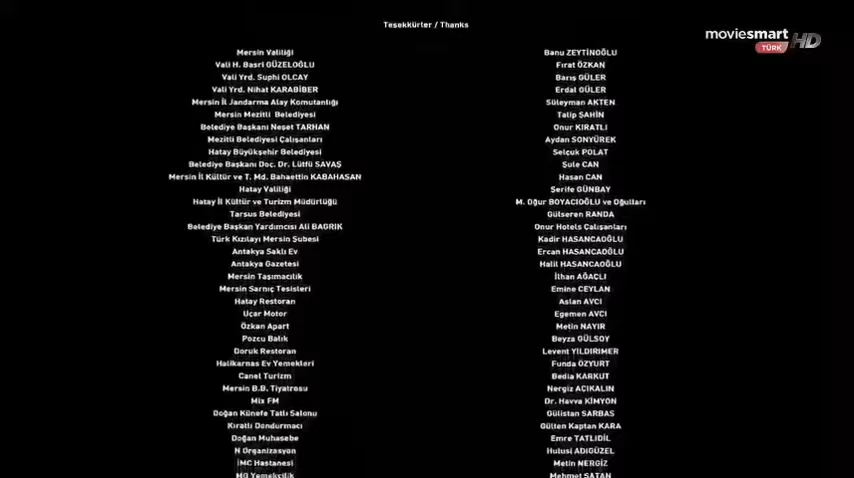 Teşekkürler / Thanks
moviesmart
TÜRK HD
Mersin Valiliği
Vali H. Basri GÜZELOĞLU
Vali Yrd. Suphi OLCAY
Vali Yrd. Nihat KARABİBER
Mersin İl Jandarma Alay Komutanlığı
Mersin Mezitli Belediyesi
Belediye Başkanı Neşet TARHAN
Mezitli Belediyesi Çalışanları
Hatay Büyükşehir Belediyesi
Belediye Başkanı Doç. Dr. Lütfü SAVAŞ
Mersin İl Kültür ve T. Md. Bahaettin KABAHASAN
Hatay Valiliği
Hatay İl Kültür ve Turizm Müdürlüğü
Tarsus Belediyesi
Belediye Başkan Yardımcısı Ali BAGRIK
Türk Kızılayı Mersin Şubesi
Antakya Saklı Ev
Antakya Gazetesi
Mersin Taşımacılık
Mersin Sarnıç Tesisleri
Hatay Restoran
Uçar Motor
Özkan Apart
Pozcu Balık
Doruk Restoran
Halikarnas Ev Yemekleri
Canel Turizm
Mersin B.B. Tiyatrosu
Mix FM
Doğan Künefe Tatlı Salonu
Kıratlı Dondurmacı
Doğan Muhasebe
N Organizasyon
İMC Hastanesi
MO Yemekçilik
Banu ZEYTİNOĞLU
Fırat ÖZKAN
Barış GÜLER
Erdal GÜLER
Süleyman AKTEN
Talip ŞAHİN
Onur KIRATLI
Aydan SONYÜREK
Selçuk POLAT
Şule CAN
Hasan CAN
Şerife GÜNBAY
M. Oğur BOYACIOĞLU ve Oğulları
Gülseren RANDA
Onur Hotels Çalışanları
Kadir HASANCAOĞLU
Ercan HASANCAOĞLU
Halil HASANCAOĞLU
İlhan AĞAÇLI
Emine CEYLAN
Aslan AVCI
Egemen AVCI
Metin NAYIR
Beyza GÜLSOY
Levent YILDIRIMER
Funda ÖZYURT
Bedia KARKUT
Nergiz AÇIKALIN
Dr. Havva KİMYON
Gülistan SARBAS
Gülten Kaptan KARA
Emre TATLIDİL
Hulusi ADIGÜZEL
Metin NERGİZ
Mehmet SATAN